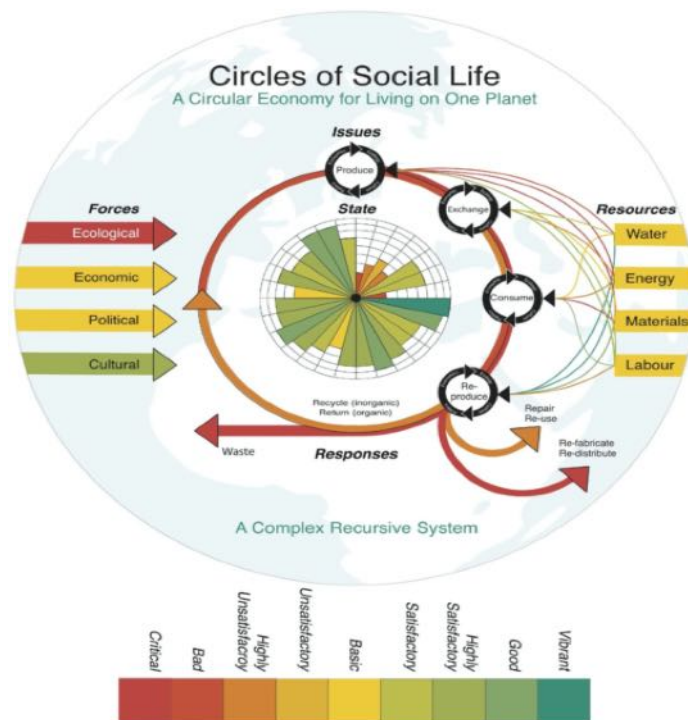 Circles of Social Life
A Circular Economy for Living on One Planet
Issues
Produce
Forces
State
Exchange
Resources
Ecological
Water
Economic
Energy
Consume
Political
Materials
Cultural
Labour
Re-
produce
Recycle (inorganic)
Return (organic)
Repair
Re-use
Waste
Responses
Re-fabricate
Re-distribute
A Complex Recursive System
Critical
Bad
Highly
Unsatisfacroy
Unsatisfactory
Basic
Satisfactory
Highly
Satisfactory
Good
Vibrant